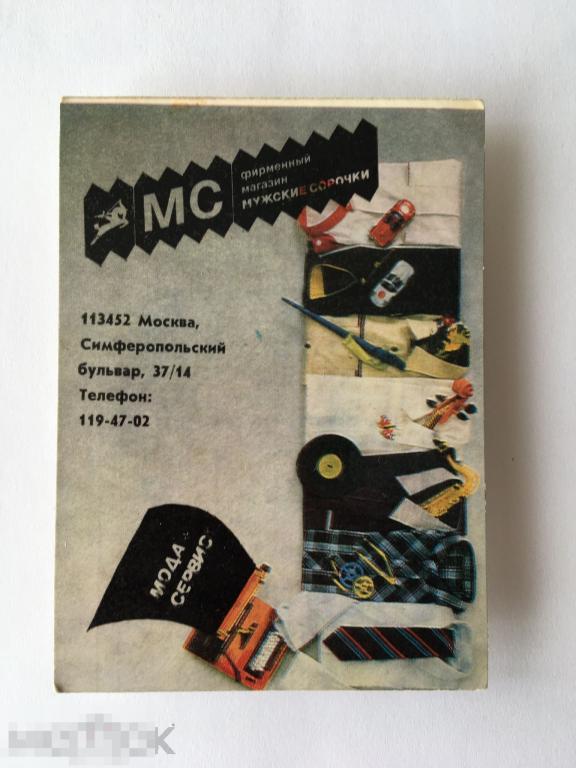 МС
фирменный
магазин
МУЖСКИЕ СОРОЧКИ
113452 Москва,
Симферопольский
бульвар, 37/14
Телефон:
119-47-02
МОДА
СЕРВИС